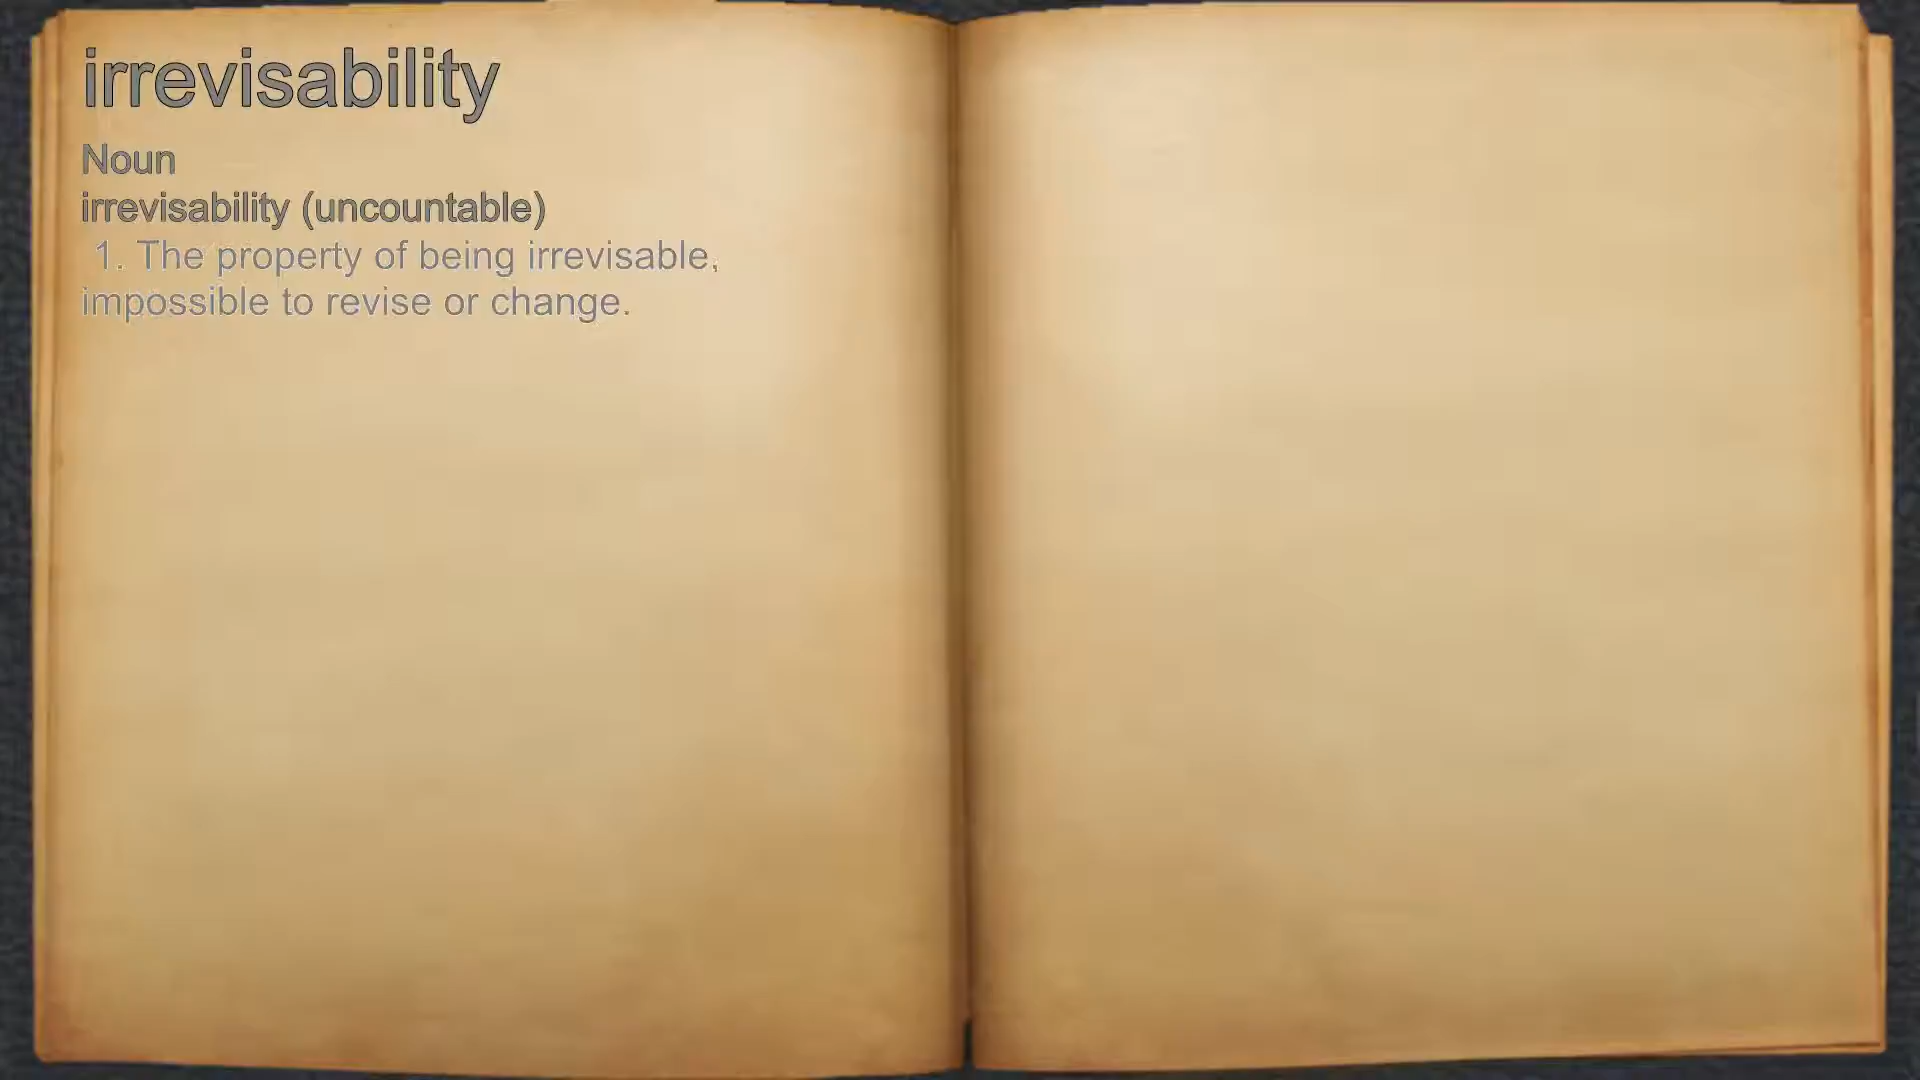 irrevisability
Noun
irrevisability (uncountable)
1. The property of being irrevisable,
impossible to revise or change.